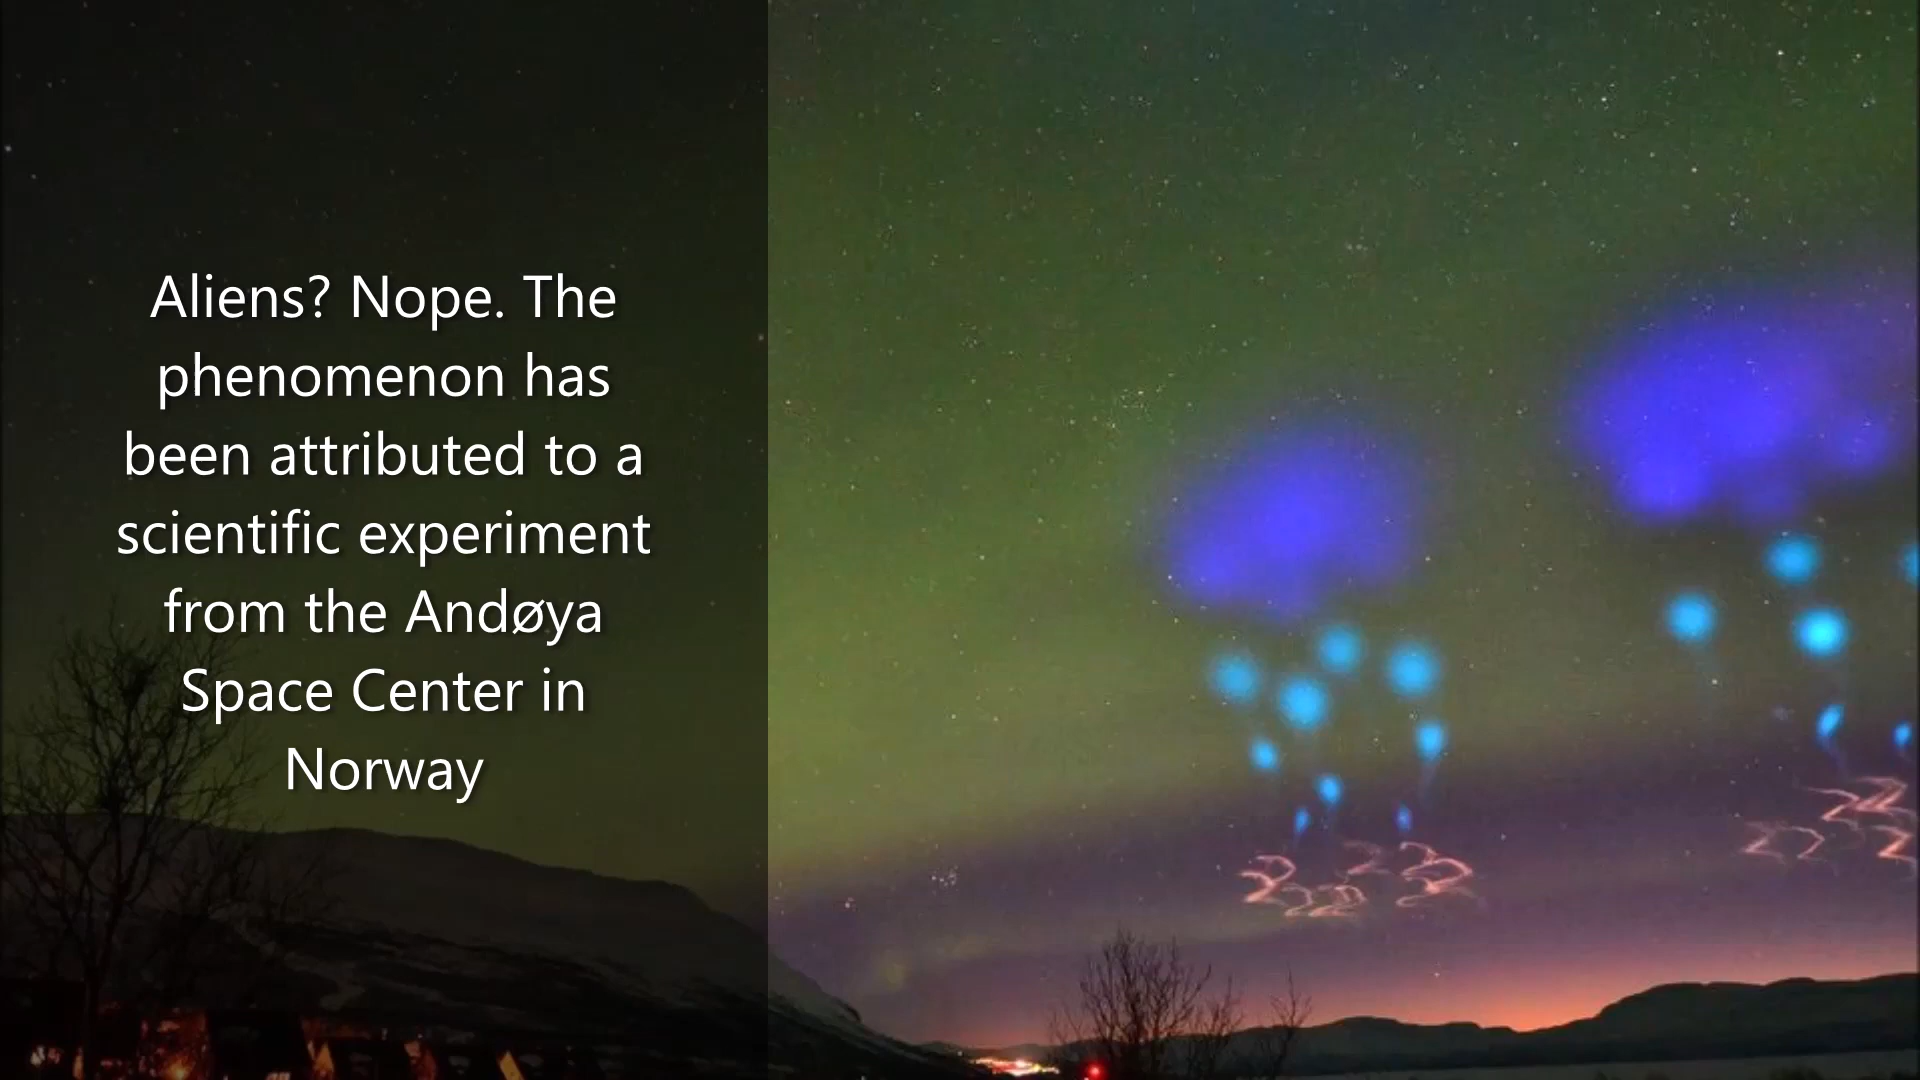 Aliens? Nope. The
phenomenon has
been attributed to a
scientific experiment
from the Andøya
Space Center in
Norway